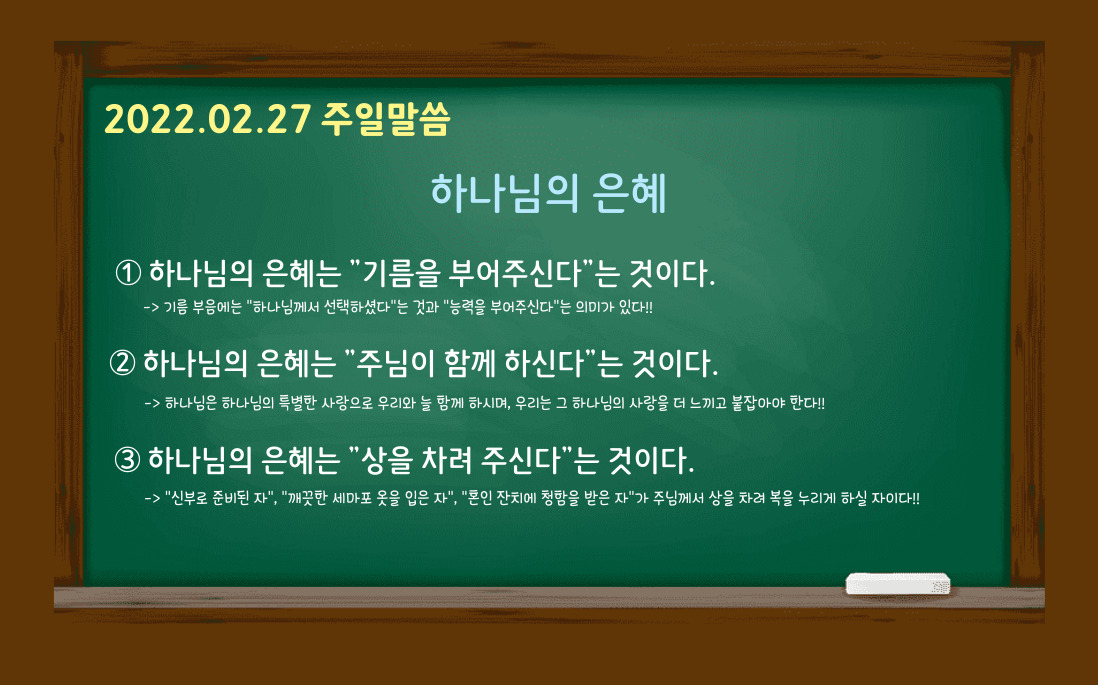 2022.02.27 주일말씀
하나님의 은혜
① 하나님의 은혜는 "기름을 부어주신다"는 것이다.
-> 기름 부음에는 "하나님께서 선택하셨다"는 것과 "능력을 부어주신다"는 의미가 있다!!
② 하나님의 은혜는 "주님이 함께 하신다"는 것이다.
-> 하나님은 하나님의 특별한 사랑으로 우리와 늘 함께 하시며, 우리는 그 하나님의 사랑을 더 느끼고 붙잡아야 한다!!
③ 하나님의 은혜는 "상을 차려 주신다"는 것이다.
-> "신부로 준비된 자", "깨끗한 세마포 옷을 입은 자", "혼인 잔치에 청함을 받은 자"가 주님께서 상을 차려 복을 누리게 하실 자이다!!